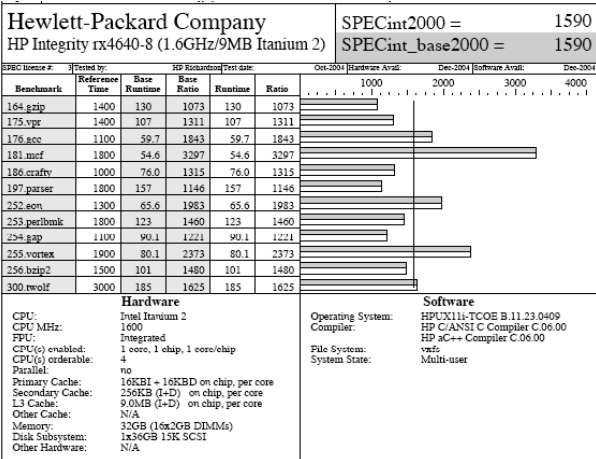 Hewlett-Packard Company
HP Integrity rx4640-8 (1.6GHz/9MB Itanium 2)
SPECint2000 = 1590
SPECint_base2000 = 1590
SPEC license #: 3 Tested by: HP Richardson Test date: Oct-2004 Hardware Avail: Dec-2004 Software Avail: Dec-2004
Benchmark Reference Time Base Runtime Base Ratio Runtime Ratio 1000 2000 3000 4000
164.gzip 1400 130 1073 130 1073
175.vpr 1400 107 1311 107 1311
176.gcc 1100 59.7 1843 59.7 1843
181.mcf 1800 54.6 3297 54.6 3297
186.crafty 1000 76.0 1315 76.0 1315
197.parser 1800 157 1146 157 1146
252.eon 1300 65.6 1983 65.6 1983
253.perlbmk 1800 123 1460 123 1460
254.gap 1100 90.1 1221 90.1 1221
255.vortex 1900 80.1 2373 80.1 2373
256.bzip2 1500 101 1480 101 1480
300.twolf 3000 185 1625 185 1625
Hardware
CPU: Intel Itanium 2
CPU MHz: 1600
FPU: Integrated
CPU(s) enabled: 1 core, 1 chip, 1 core/chip
CPU(s) orderable: 4
Parallel: no
Primary Cache: 16KBI + 16KBD on chip, per core
Secondary Cache: 256KB (I+D) on chip, per core
L3 Cache: 9.0MB (I+D) on chip, per core
Other Cache: N/A
Memory: 32GB (16x2GB DIMMs)
Disk Subsystem: 1x36GB 15K SCSI
Other Hardware: N/A
Software
Operating System: HPUX11i-TCOE B.11.23.0409
Compiler: HP C/ANSI C Compiler C.06.00
HP aC++ Compiler C.06.00
File System: vxfs
System State: Multi-user